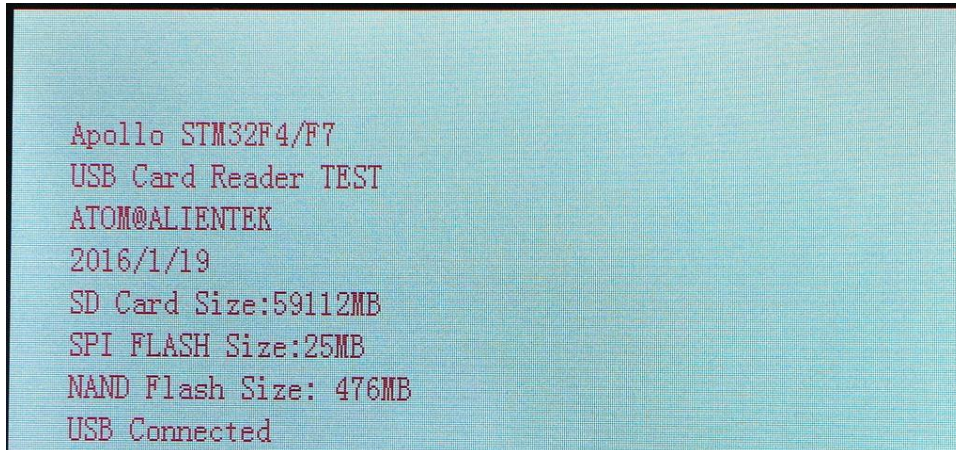 Apollo STM32F4/F7
USB Card Reader TEST
ATOM@ALIENTEK
2016/1/19
SD Card Size:59112MB
SPI FLASH Size:25MB
NAND Flash Size: 476MB
USB Connected